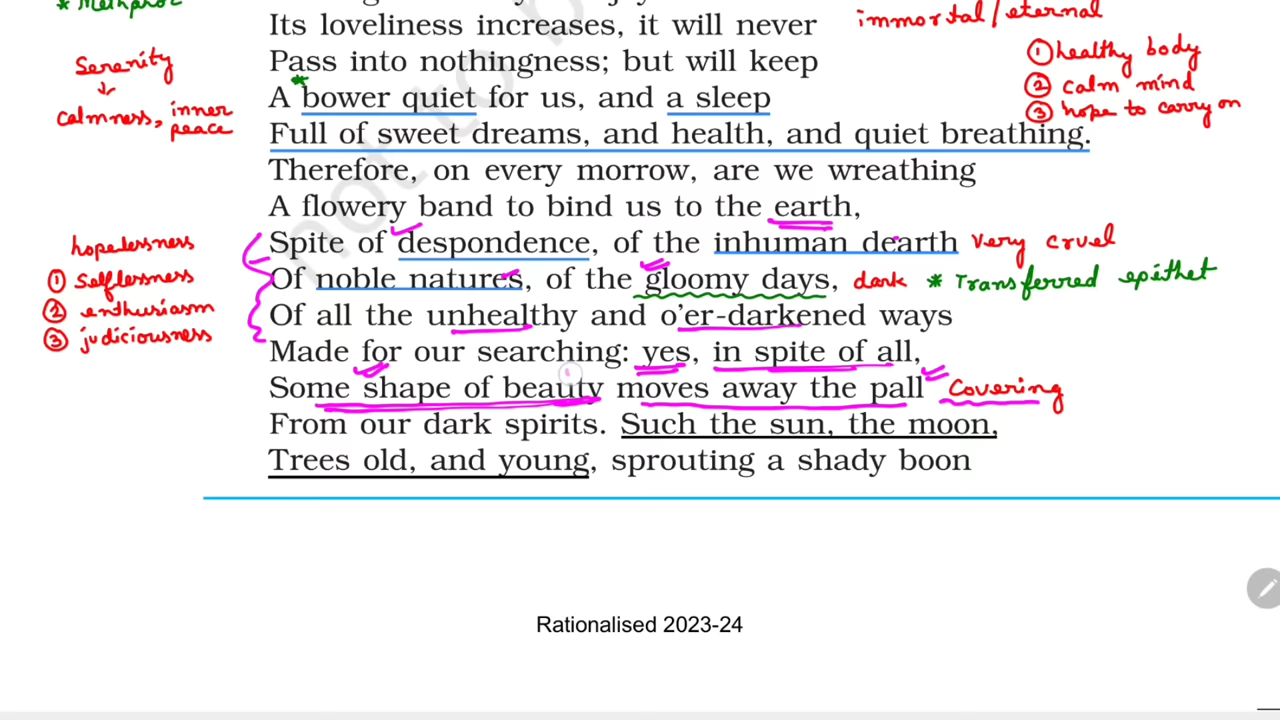 * Metaphor
Its loveliness increases, it will never
immortal/eternal
Pass into nothingness; but will keep
Serenity
calmness, inner peace
① healthy body
② calm mind
③ hope to carry on
*
A bower quiet for us, and a sleep
Full of sweet dreams, and health, and quiet breathing.
Therefore, on every morrow, are we wreathing
A flowery band to bind us to the earth,
hopelessness
Spite of despondence, of the inhuman dearth very cruel
① Selflessness
② enthusiasm
③ judiciousness
Of noble natures, of the gloomy days, dark * Transferred epithet
Of all the unhealthy and o'er-darkened ways
Made for our searching: yes, in spite of all,
Some shape of beauty moves away the pall Covering
From our dark spirits. Such the sun, the moon,
Trees old, and young, sprouting a shady boon
Rationalised 2023-24
not to b